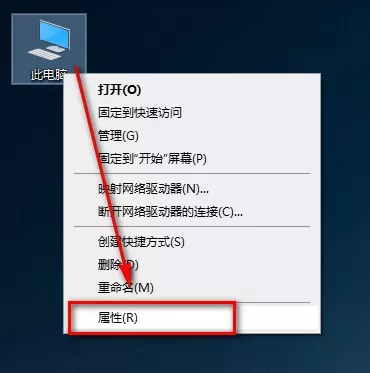 此电脑
打开(O)
固定到快速访问
管理(G)
固定到“开始”屏幕(P)
映射网络驱动器(N)...
断开网络驱动器的连接(C)...
创建快捷方式(S)
删除(D)
重命名(M)
属性(R)